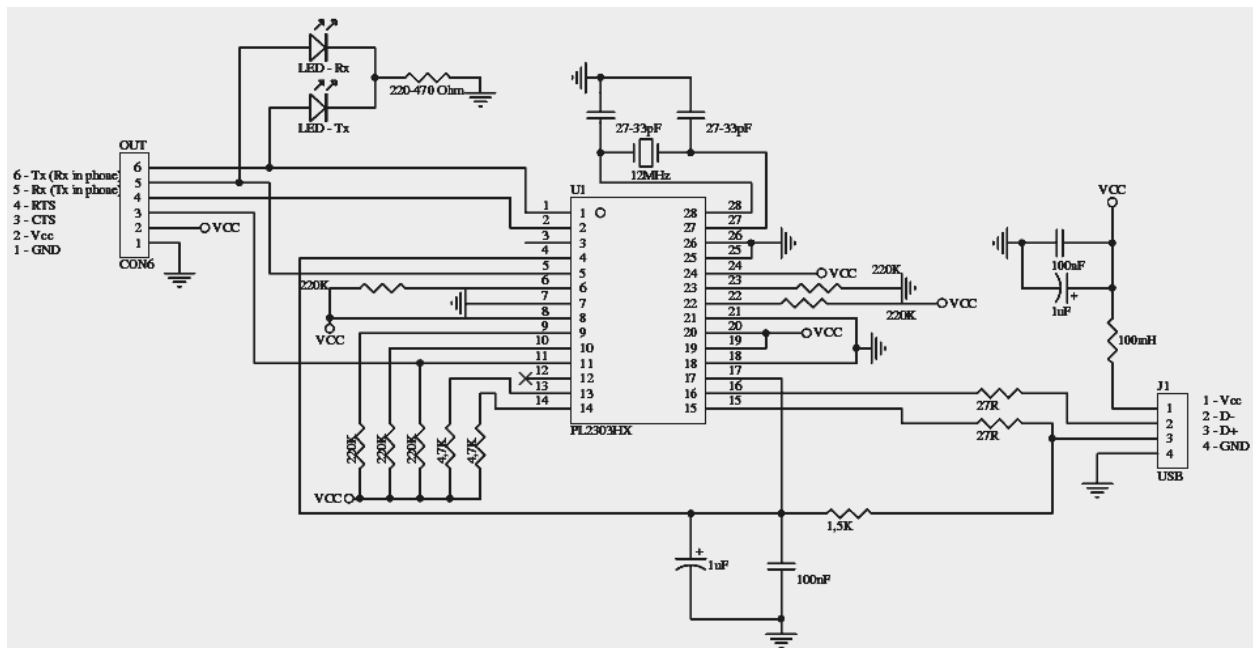 LED - Rx
220-470 Ohm
LED - Tx
27-33pF
27-33pF
12MHz
OUT
6
5
4
3
2
1
CON6
6 - Tx (Rx in phone)
5 - Rx (Tx in phone)
4 - RTS
3 - CTS
2 - Vcc
1 - GND
VCC
U1
1
2
3
4
5
6
7
8
9
10
11
12
13
14
1
2
3
4
5
6
7
8
9
10
11
12
13
14
28
27
26
25
24
23
22
21
20
19
18
17
16
15
28
27
26
25
24
23
22
21
20
19
18
17
16
15
PL2303HX
220K
VCC
220K
220K
220K
4,7K
4,7K
VCC
VCC
220K
220K
VCC
VCC
27R
27R
VCC
100nF
+
1uF
100mH
J1
1
2
3
4
USB
1 - Vcc
2 - D-
3 - D+
4 - GND
1,5K
+
1uF
100nF